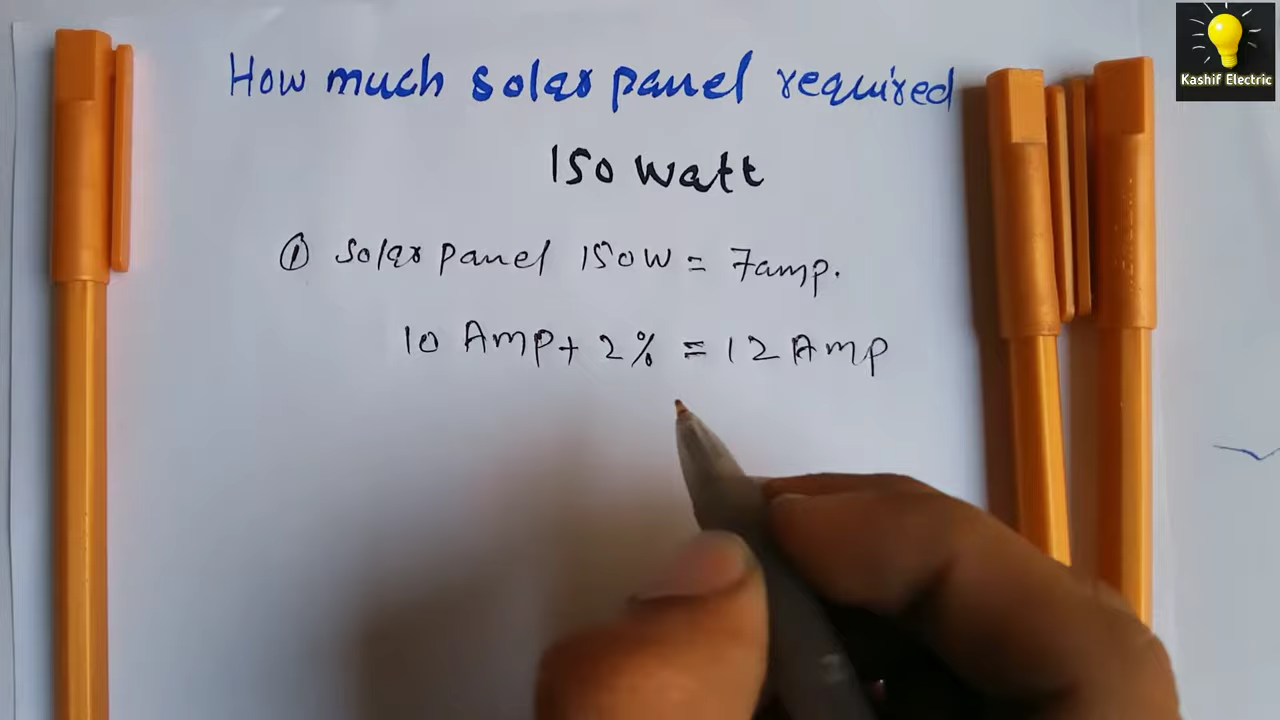 How much solar panel required
150 watt
① solar panel 150W = 7amp.
10 Amp + 2% = 12 Amp
Kashif Electric